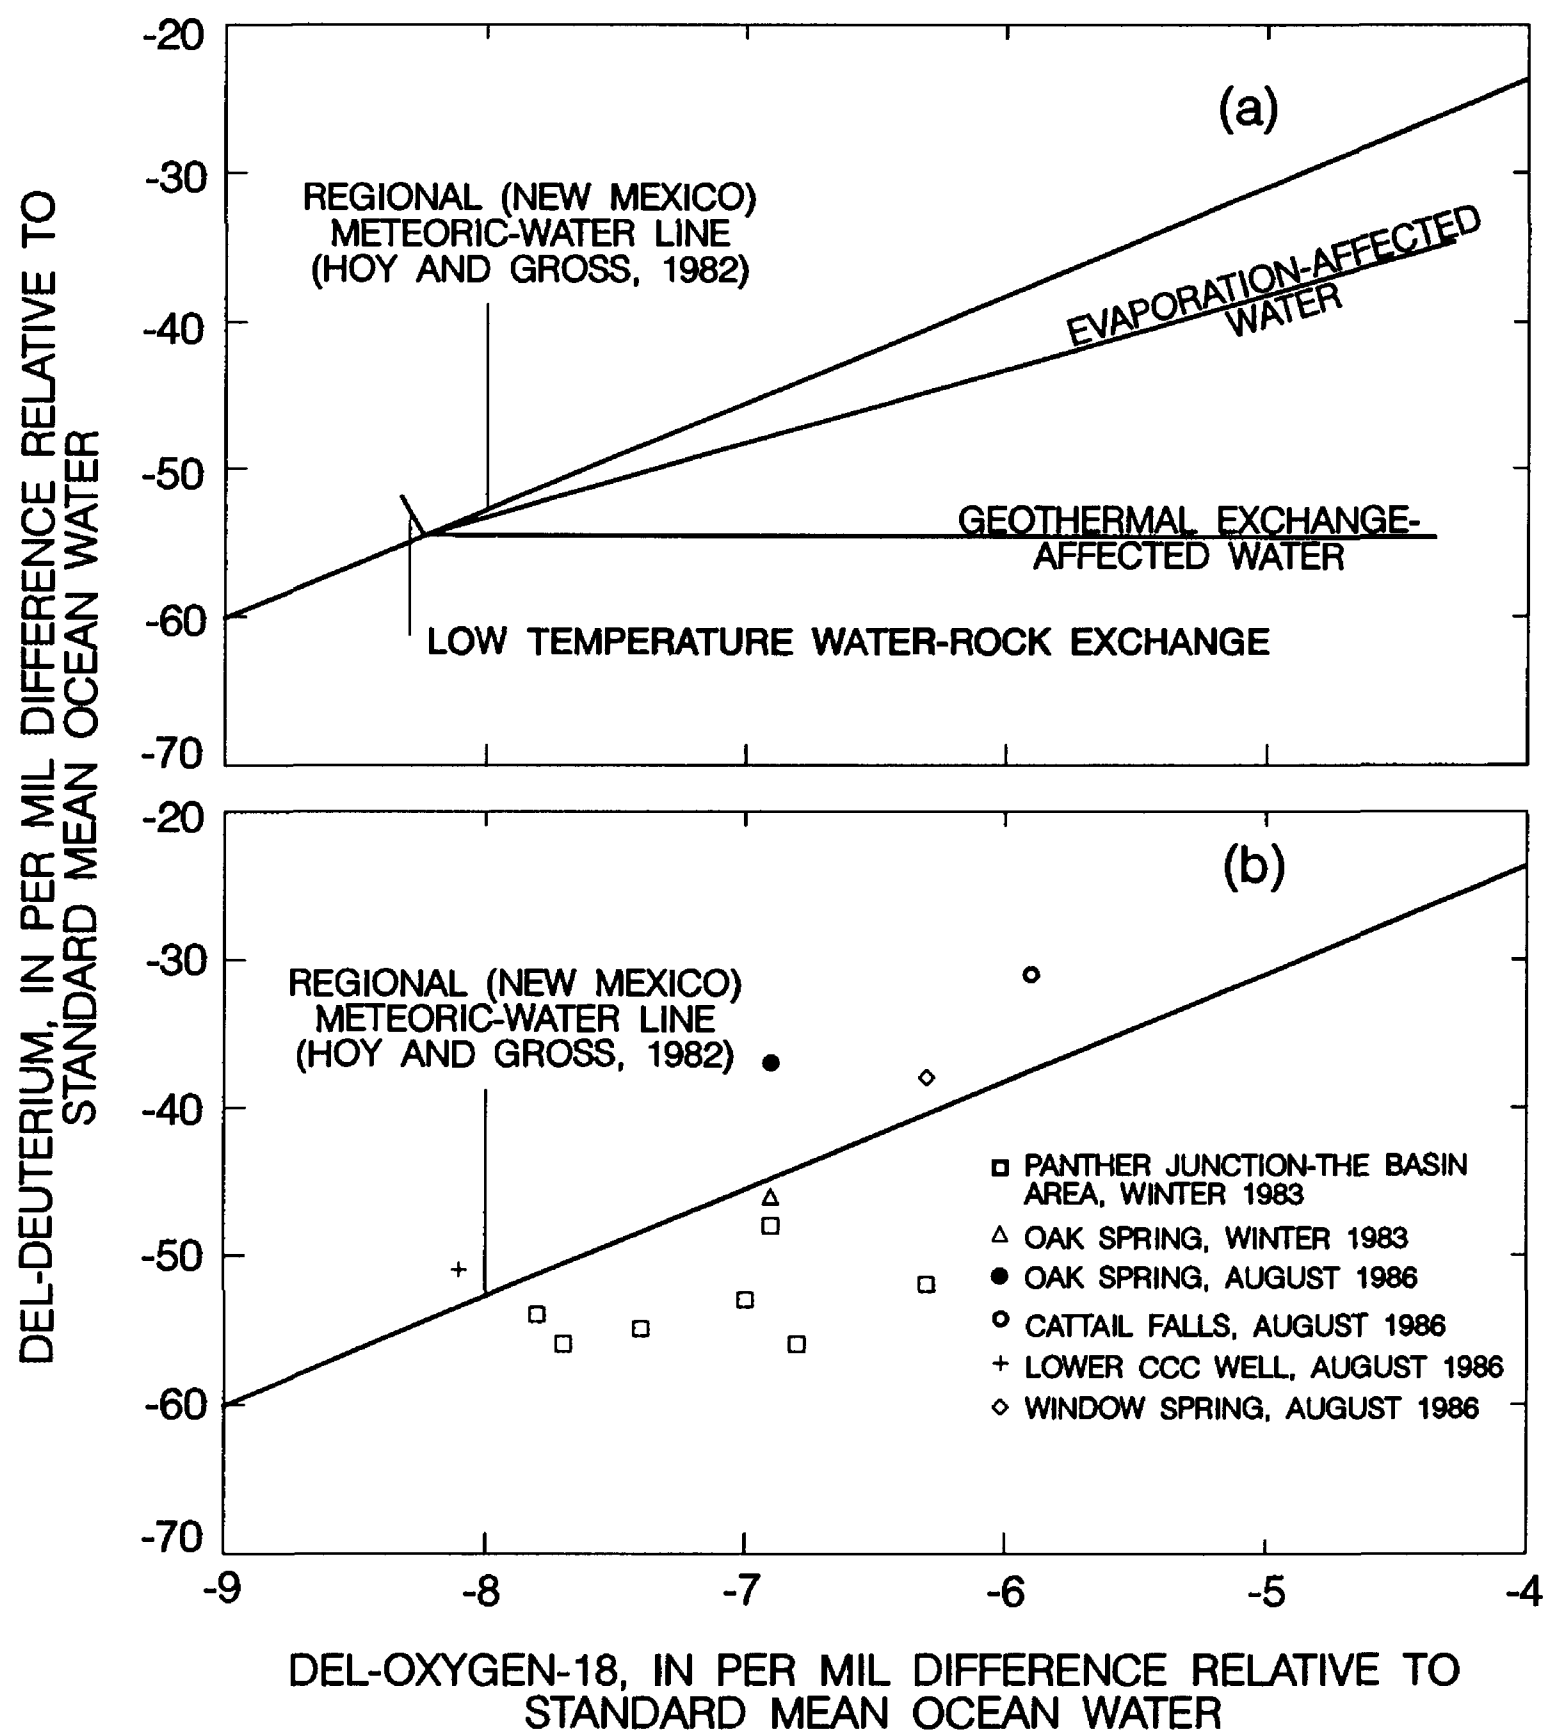 DEL-DEUTERIUM, IN PER MIL DIFFERENCE RELATIVE TO
STANDARD MEAN OCEAN WATER
-20
-30
-40
-50
-60
-70
(a)
REGIONAL (NEW MEXICO)
METEORIC-WATER LINE
(HOY AND GROSS, 1982)
EVAPORATION-AFFECTED
WATER
GEOTHERMAL EXCHANGE-
AFFECTED WATER
LOW TEMPERATURE WATER-ROCK EXCHANGE
-20
-30
-40
-50
-60
-70
(b)
REGIONAL (NEW MEXICO)
METEORIC-WATER LINE
(HOY AND GROSS, 1982)
PANTHER JUNCTION-THE BASIN
AREA, WINTER 1983
OAK SPRING, WINTER 1983
OAK SPRING, AUGUST 1986
CATTAIL FALLS, AUGUST 1986
LOWER CCC WELL, AUGUST 1986
WINDOW SPRING, AUGUST 1986
-9 -8 -7 -6 -5 -4
DEL-OXYGEN-18, IN PER MIL DIFFERENCE RELATIVE TO
STANDARD MEAN OCEAN WATER